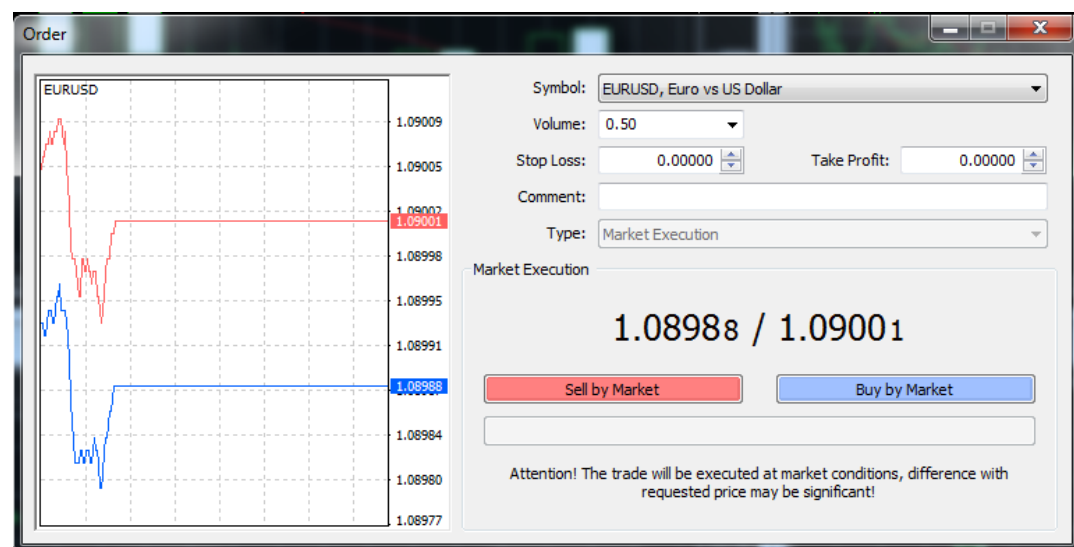 Order
EURUSD
1.09009
1.09005
1.09002
1.09001
1.08998
1.08995
1.08991
1.08988
1.08984
1.08980
1.08977
Symbol: EURUSD, Euro vs US Dollar
Volume: 0.50
Stop Loss: 0.00000 Take Profit: 0.00000
Comment:
Type: Market Execution
Market Execution
1.08988 / 1.09001
Sell by Market Buy by Market
Attention! The trade will be executed at market conditions, difference with
requested price may be significant!